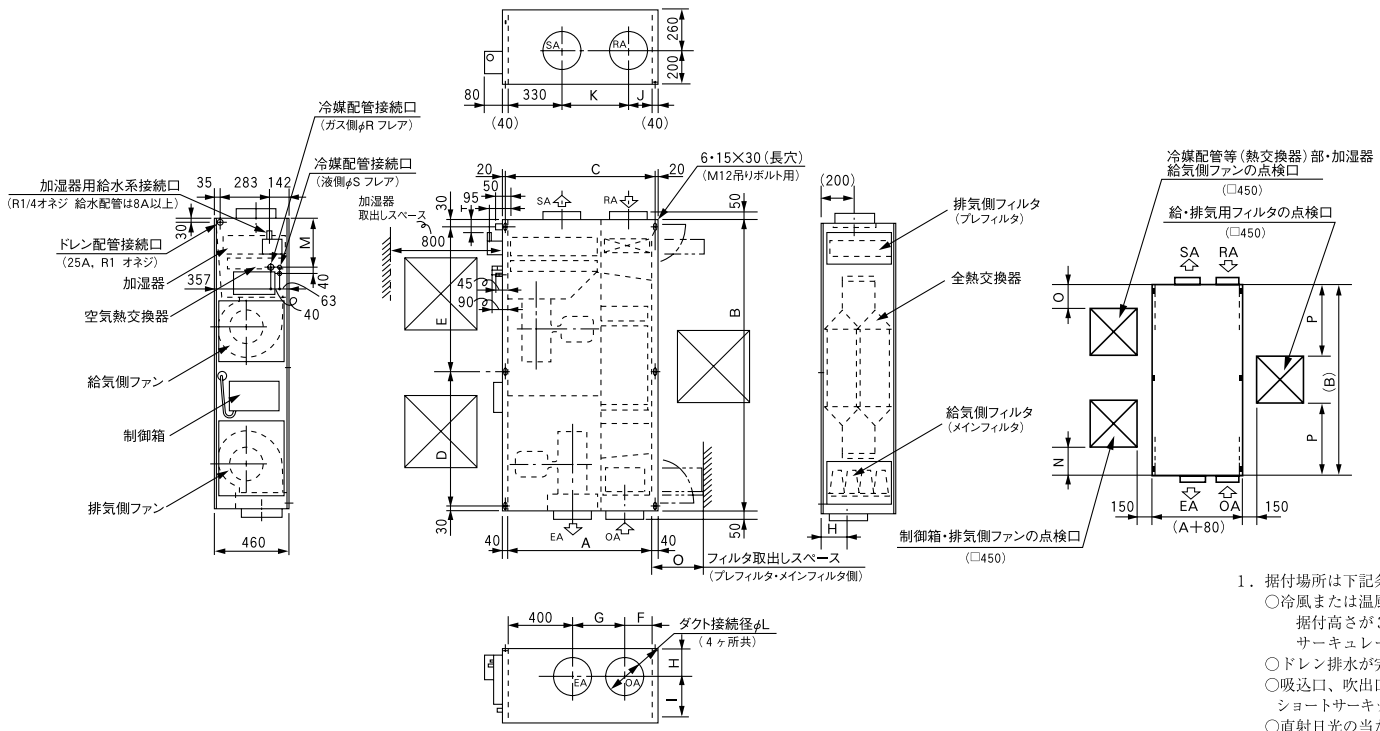 260
200
SA
RA
80
330
K
J
(40)
(40)
冷媒配管接続口
(ガス側φR フレア)
冷媒配管接続口
(液側φS フレア)
加湿器用給水系接続口
(R1/4オネジ 給水配管は8A以上)
35
283
142
30
M
ドレン配管接続口
(25A, R1 オネジ)
加湿器
357
40
63
40
空気熱交換器
給気側ファン
制御箱
排気側ファン
460
6・15×30 (長穴)
(M12吊りボルト用)
20
C
20
50
50
95
T
30
加湿器
取出しスペース
SA
RA
800
45
90
E
B
D
30
50
40
EA
A
OA
40
O
フィルタ取出しスペース
(プレフィルタ・メインフィルタ側)
(200)
排気側フィルタ
(プレフィルタ)
全熱交換器
給気側フィルタ
(メインフィルタ)
H
冷媒配管等(熱交換器)部・加湿器
給気側ファンの点検口
(□450)
給・排気用フィルタの点検口
(□450)
SA
RA
O
P
(B)
P
N
150
EA
OA
150
(A+80)
制御箱・排気側ファンの点検口
(□450)
400
G
F
ダクト接続径φL
(4ヶ所共)
H
I
EA
OA
1. 据付場所は下記条
○冷風または温風
据付高さが
サーキュレー
○ドレン排水が
○吸込口、吹出口
ショートサーキッ
○直射日光の当た